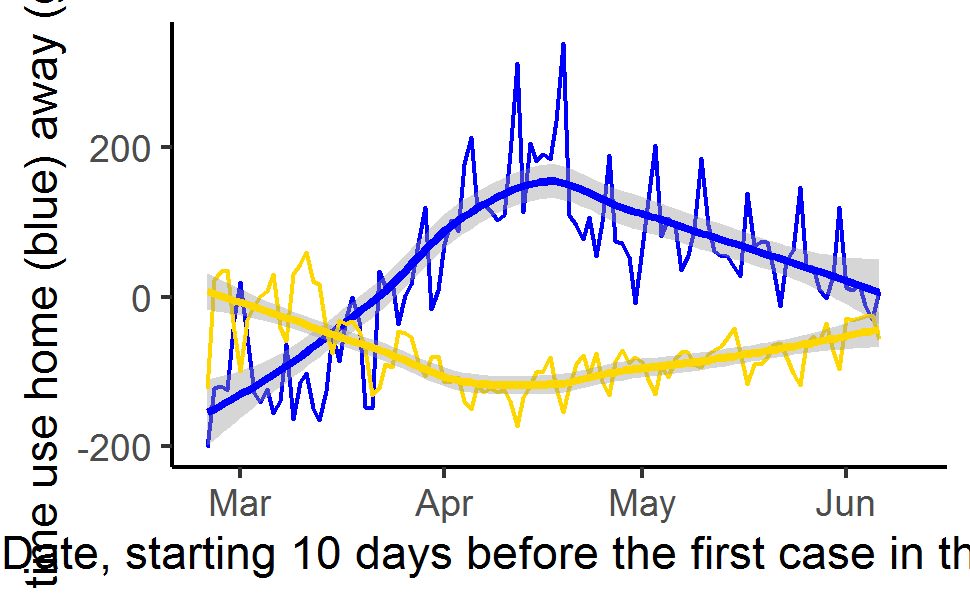 time use home (blue) away (
200
0
-200
Mar Apr May Jun
Date, starting 10 days before the first case in th